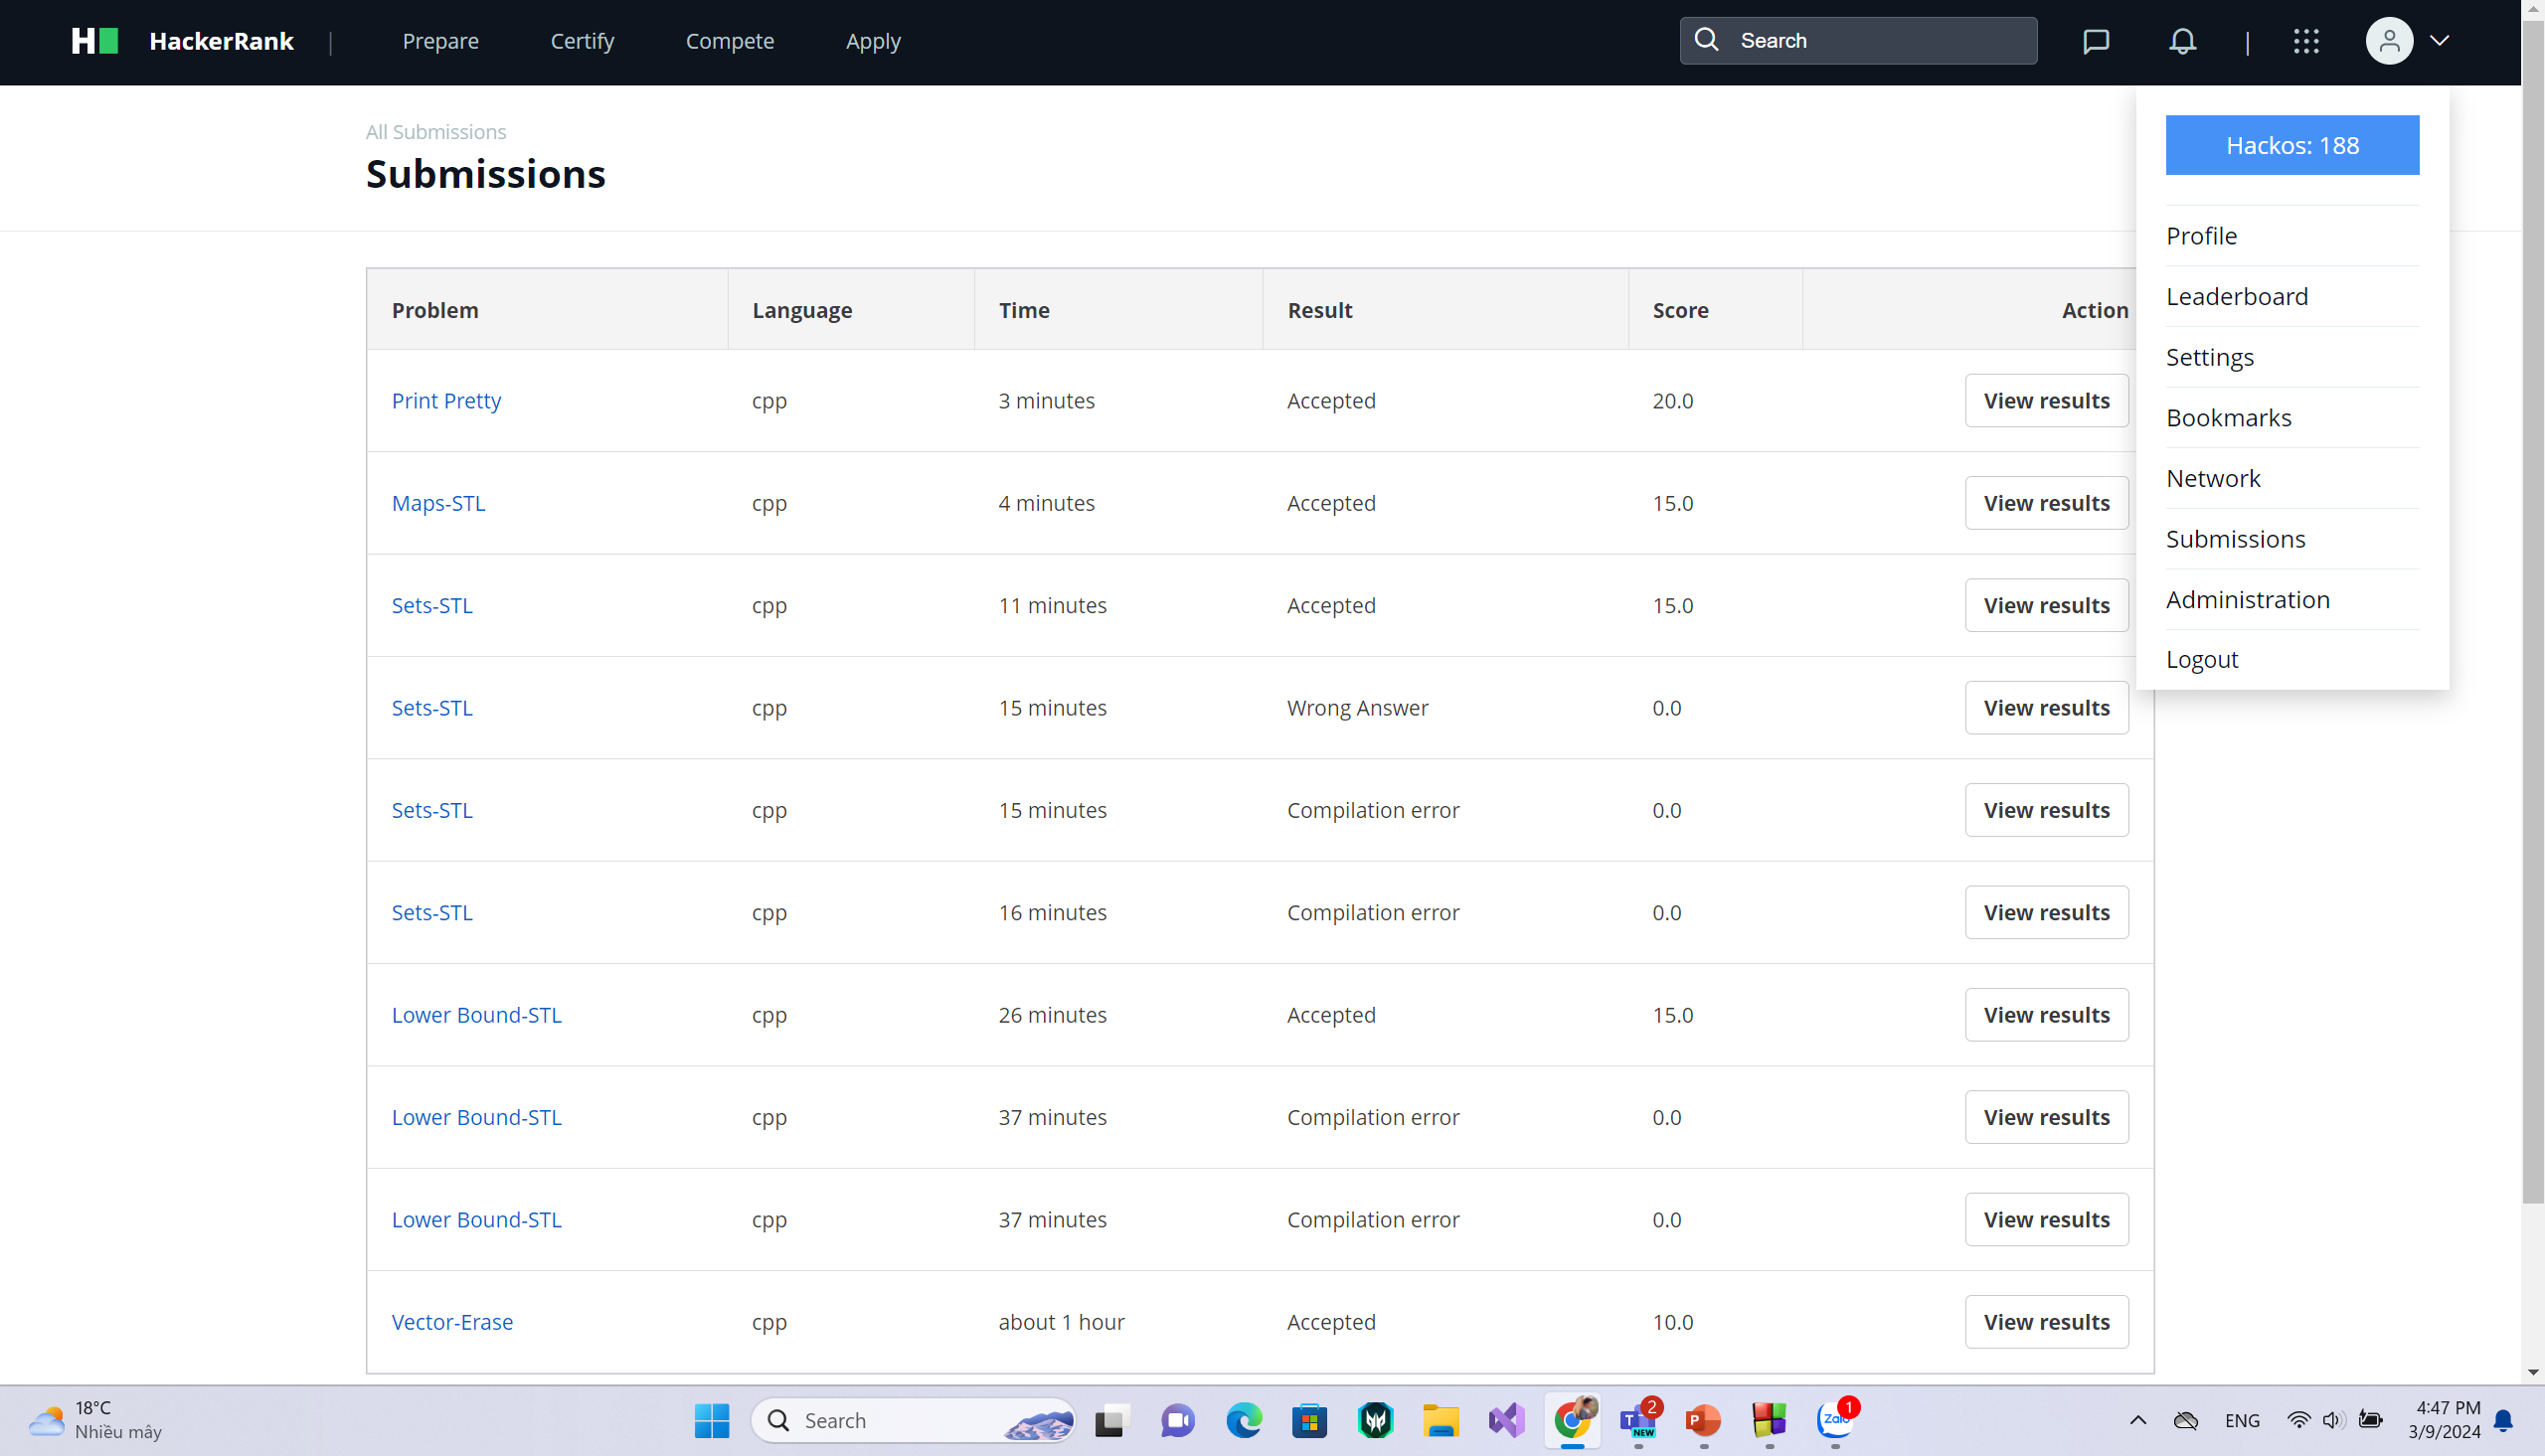 HackerRank | Prepare Certify Compete Apply Search |
All Submissions
Submissions
Hackos: 188
Profile
Leaderboard
Settings
Bookmarks
Network
Submissions
Administration
Logout
Problem Language Time Result Score Action
Print Pretty cpp 3 minutes Accepted 20.0 View results
Maps-STL cpp 4 minutes Accepted 15.0 View results
Sets-STL cpp 11 minutes Accepted 15.0 View results
Sets-STL cpp 15 minutes Wrong Answer 0.0 View results
Sets-STL cpp 15 minutes Compilation error 0.0 View results
Sets-STL cpp 16 minutes Compilation error 0.0 View results
Lower Bound-STL cpp 26 minutes Accepted 15.0 View results
Lower Bound-STL cpp 37 minutes Compilation error 0.0 View results
Lower Bound-STL cpp 37 minutes Compilation error 0.0 View results
Vector-Erase cpp about 1 hour Accepted 10.0 View results
18°C
Nhiều mây
Search
2
NEW
1
Zalo
ENG
4:47 PM
3/9/2024